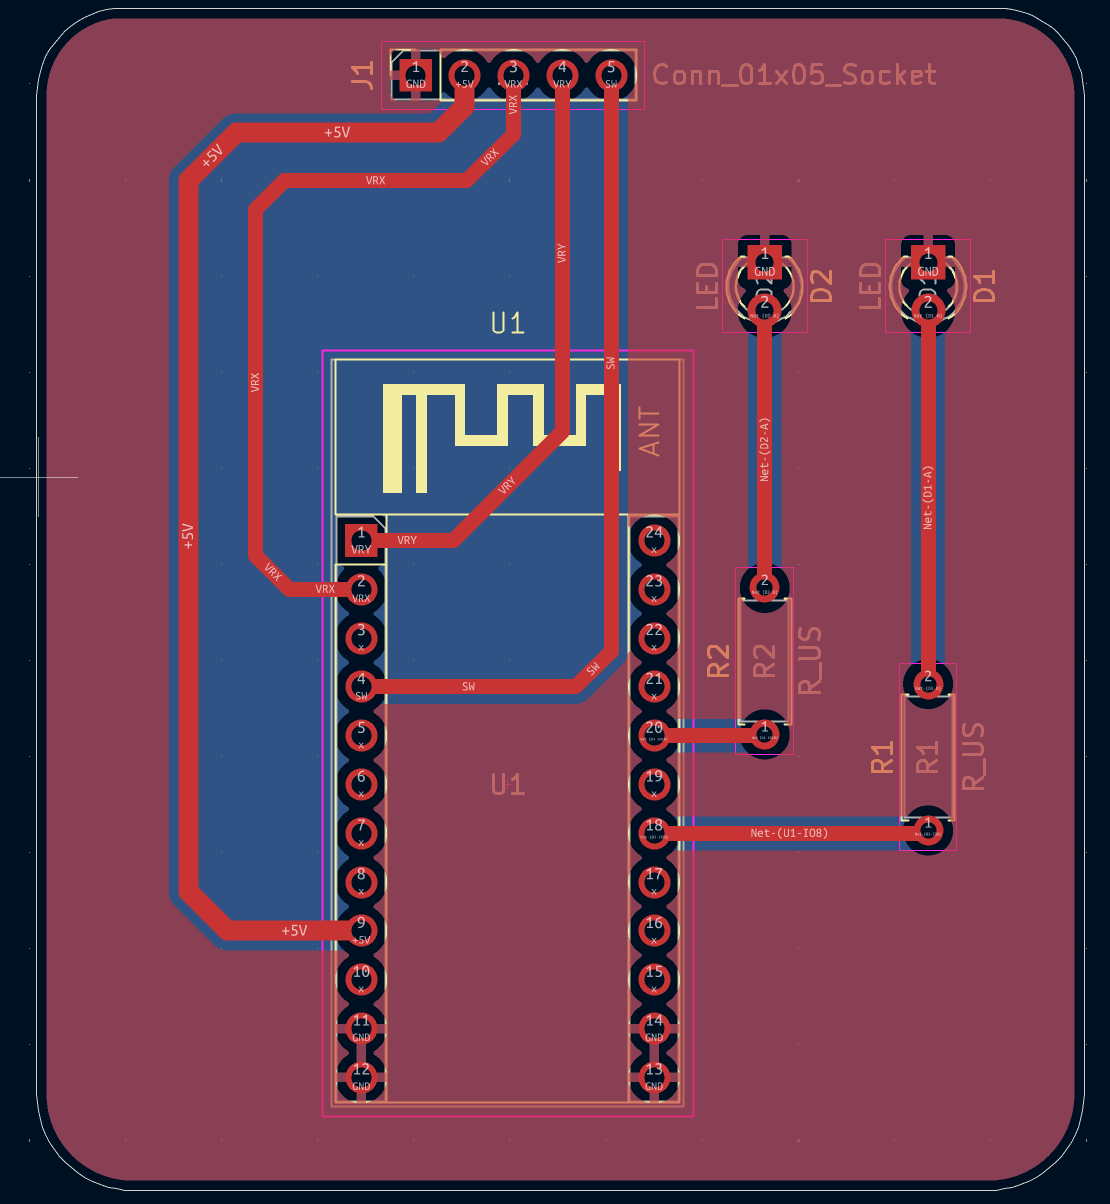 J1
1
GND
2
+5V
3
VRX
4
VRY
5
SW
Conn_01x05_Socket
VRX
+5V
+5V
VRX
VRX
VRY
SW
VRX
+5V
VRY
VRY
VRX
SW
SW
+5V
U1
ANT
LED
1
GND
D2
2
D2
LED
1
GND
D1
2
D1
Net-(D2-A)
Net-(D1-A)
1
VRY
2
VRX
3
x
4
SW
5
x
6
x
7
x
8
x
9
+5V
10
x
11
GND
12
GND
U1
24
x
23
x
22
x
21
x
20
19
x
18
17
x
16
x
15
x
14
GND
13
GND
2
R2
R2
R_US
1
2
R1
R1
R_US
1
Net-(U1-IO8)